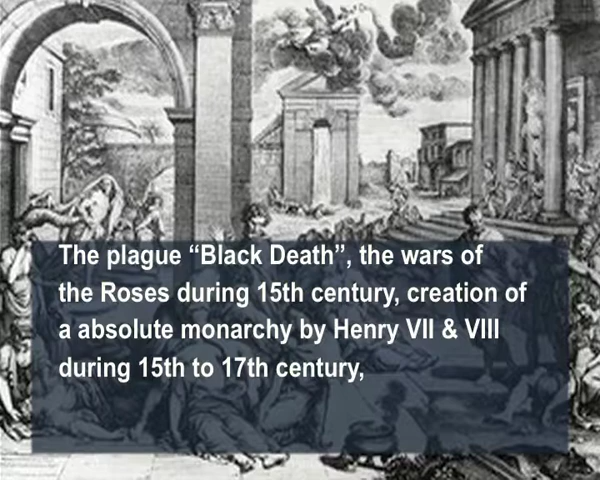 The plague “Black Death”, the wars of
the Roses during 15th century, creation of
a absolute monarchy by Henry VII & VIII
during 15th to 17th century,